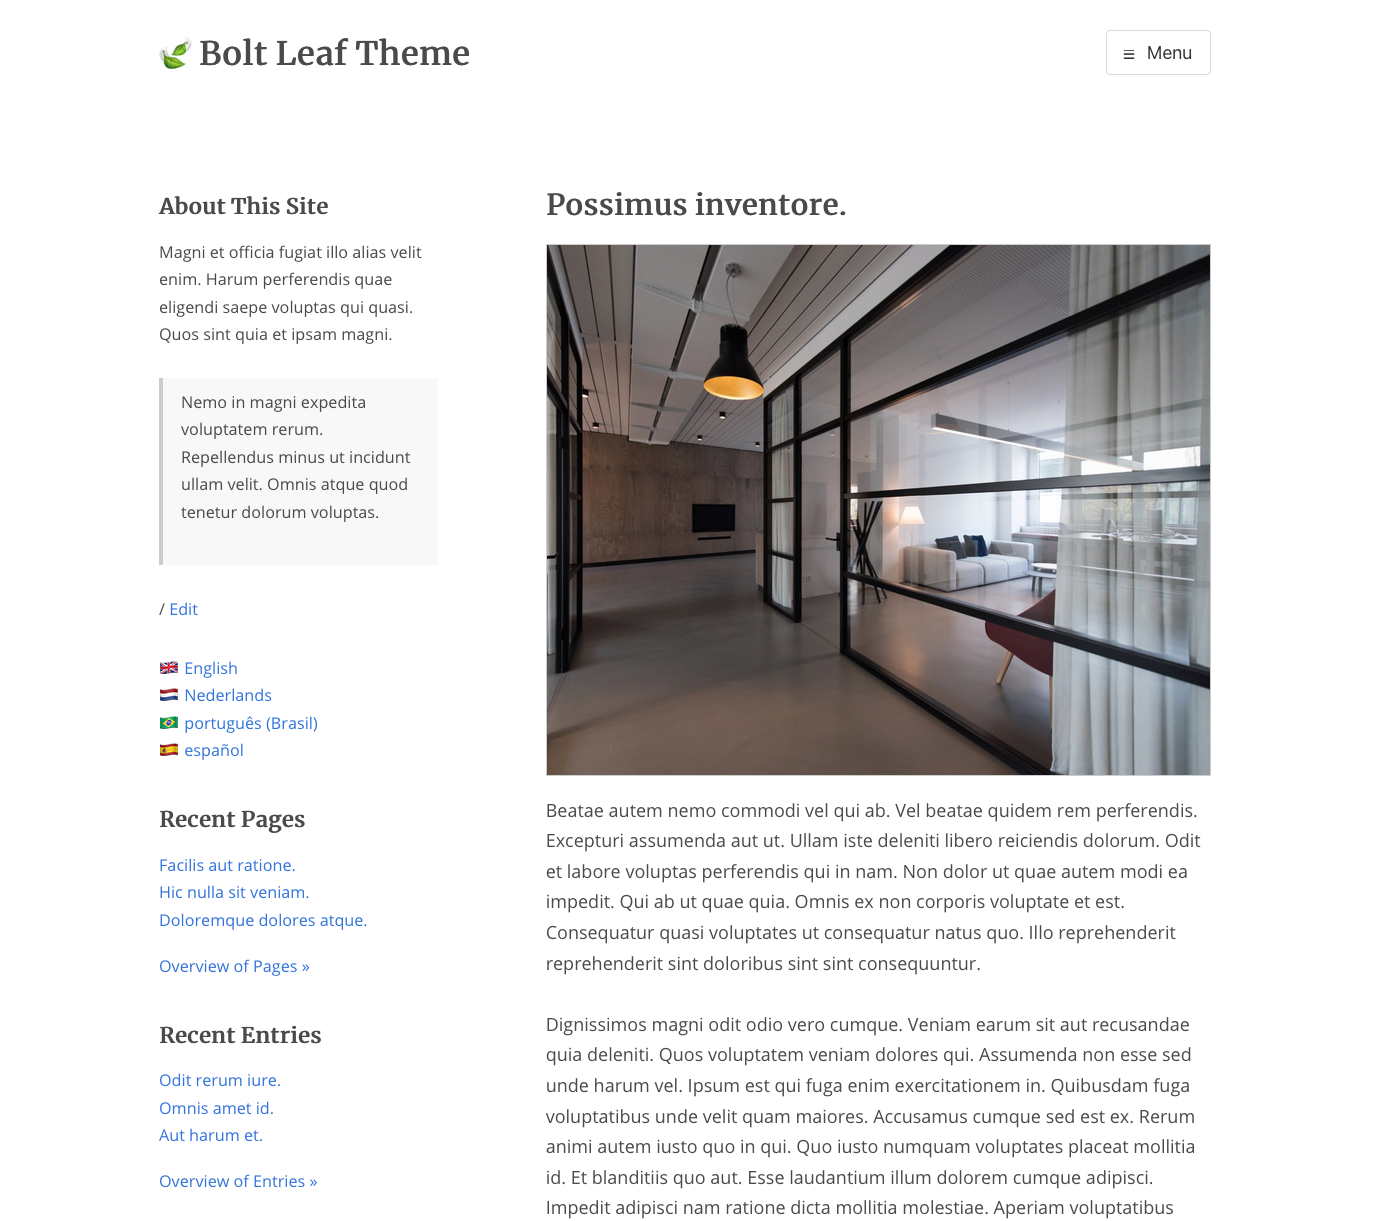 Bolt Leaf Theme
≡ Menu
About This Site
Magni et officia fugiat illo alias velit
enim. Harum perferendis quae
eligendi saepe voluptas qui quasi.
Quos sint quia et ipsam magni.
Nemo in magni expedita
voluptatem rerum.
Repellendus minus ut incidunt
ullam velit. Omnis atque quod
tenetur dolorum voluptas.
/ Edit
English
Nederlands
português (Brasil)
español
Recent Pages
Facilis aut ratione.
Hic nulla sit veniam.
Doloremque dolores atque.
Overview of Pages »
Recent Entries
Odit rerum iure.
Omnis amet id.
Aut harum et.
Overview of Entries »
Possimus inventore.
Beatae autem nemo commodi vel qui ab. Vel beatae quidem rem perferendis.
Excepturi assumenda aut ut. Ullam iste deleniti libero reiciendis dolorum. Odit
et labore voluptas perferendis qui in nam. Non dolor ut quae autem modi ea
impedit. Qui ab ut quae quia. Omnis ex non corporis voluptate et est.
Consequatur quasi voluptates ut consequatur natus quo. Illo reprehenderit
reprehenderit sint doloribus sint sint consequuntur.
Dignissimos magni odit odio vero cumque. Veniam earum sit aut recusandae
quia deleniti. Quos voluptatem veniam dolores qui. Assumenda non esse sed
unde harum vel. Ipsum est qui fuga enim exercitationem in. Quibusdam fuga
voluptatibus unde velit quam maiores. Accusamus cumque sed est ex. Rerum
animi autem iusto quo in qui. Quo iusto numquam voluptates placeat mollitia
id. Et blanditiis quo aut. Esse laudantium illum dolorem cumque adipisci.
Impedit adipisci nam ratione dicta mollitia molestiae. Aperiam voluptatibus